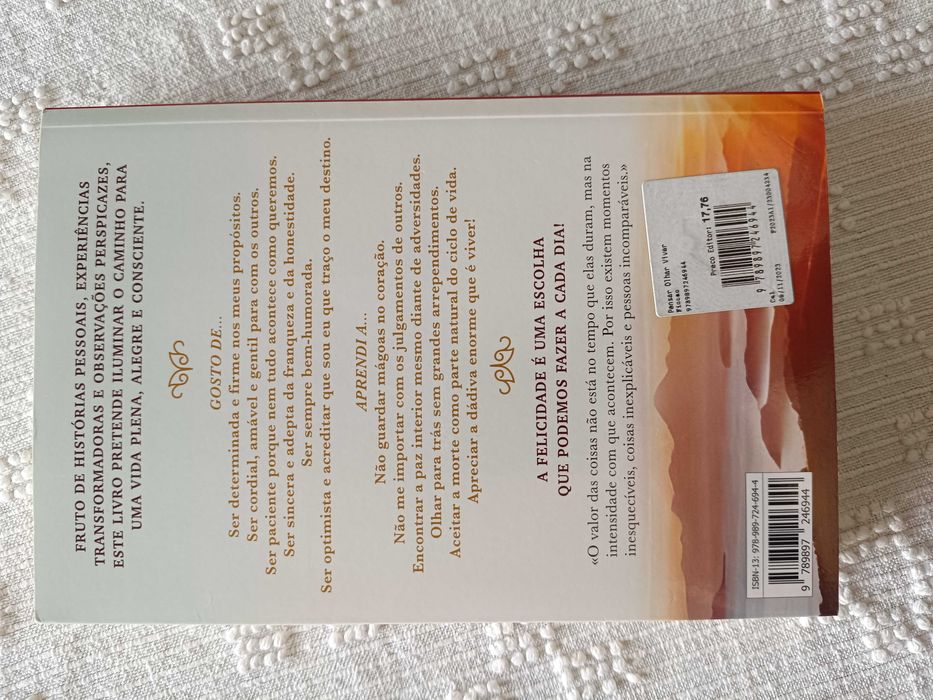 FRUTO DE HISTÓRIAS PESSOAIS, EXPERIÊNCIAS
TRANSFORMADORAS E OBSERVAÇÕES PERSPICAZES,
ESTE LIVRO PRETENDE ILUMINAR O CAMINHO PARA
UMA VIDA PLENA, ALEGRE E CONSCIENTE.
GOSTO DE...
Ser determinada e firme nos meus propósitos.
Ser cordial, amável e gentil para com os outros.
Ser paciente porque nem tudo acontece como queremos.
Ser sincera e adepta da franqueza e da honestidade.
Ser sempre bem-humorada.
Ser optimista e acreditar que sou eu que traço o meu destino.
APRENDI A...
Não guardar mágoas no coração.
Não me importar com os julgamentos de outros.
Encontrar a paz interior mesmo diante de adversidades.
Olhar para trás sem grandes arrependimentos.
Aceitar a morte como parte natural do ciclo de vida.
Apreciar a dádiva enorme que é viver!
A FELICIDADE É UMA ESCOLHA
QUE PODEMOS FAZER A CADA DIA!
«O valor das coisas não está no tempo que elas duram, mas na
intensidade com que acontecem. Por isso existem momentos
inesquecíveis, coisas inexplicáveis e pessoas incomparáveis.»
Pensar Olhar Viver
9789897246944
Preco Editori 17,76
9 789897 246944
Cal
08/11/2023
P2023A1/23004234
ISBN-13: 978-989-724-694-4
9 789897 246944